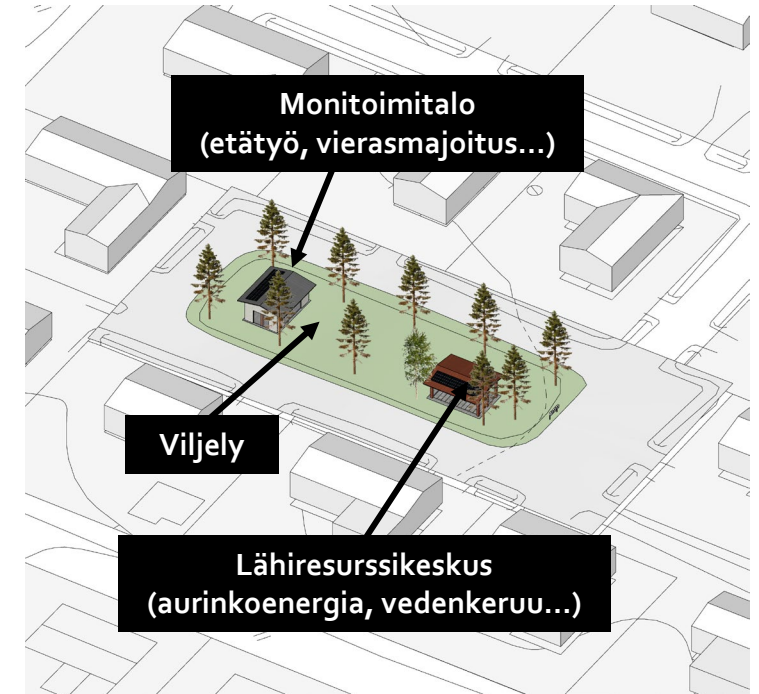 Monitoimitalo
(etätyö, vierasmajoitus...)
Viljely
Lähiresurssikeskus
(aurinkoenergia, vedenkeruu...)